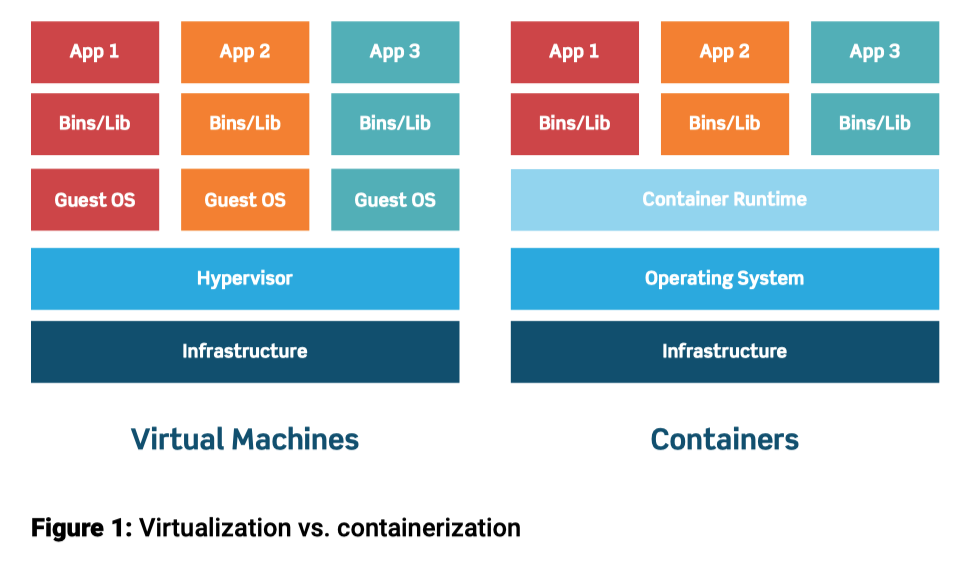 App 1
App 2
App 3
Bins/Lib
Bins/Lib
Bins/Lib
Guest OS
Guest OS
Guest OS
Hypervisor
Infrastructure
Virtual Machines
App 1
App 2
App 3
Bins/Lib
Bins/Lib
Bins/Lib
Container Runtime
Operating System
Infrastructure
Containers
Figure 1: Virtualization vs. containerization